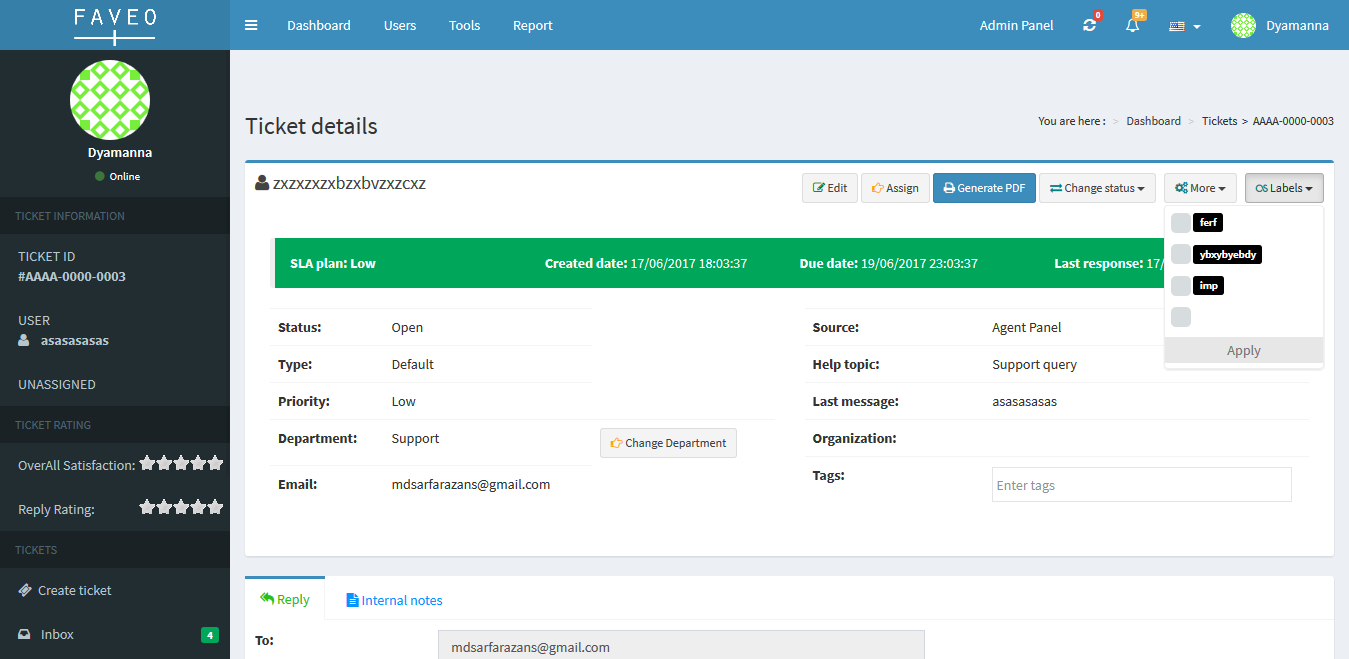 FAVEO
Dashboard Users Tools Report
Admin Panel 0 9+ Dyamanna
Dyamanna
Online
TICKET INFORMATION
TICKET ID
#AAAA-0000-0003
USER
asasasasas
UNASSIGNED
TICKET RATING
OverAll Satisfaction:
Reply Rating:
TICKETS
Create ticket
Inbox 4
Ticket details
You are here : > Dashboard > Tickets > AAAA-0000-0003
zxzxzxzxbzxbvzxzcxz
Edit Assign Generate PDF Change status More Labels
ferf
ybxybyebdy
imp
Apply
SLA plan: Low Created date: 17/06/2017 18:03:37 Due date: 19/06/2017 23:03:37 Last response: 17/
Status: Open
Type: Default
Priority: Low
Department: Support Change Department
Email: mdsarfarazans@gmail.com
Source: Agent Panel
Help topic: Support query
Last message: asasasasas
Organization:
Tags: Enter tags
Reply Internal notes
To: mdsarfarazans@gmail.com